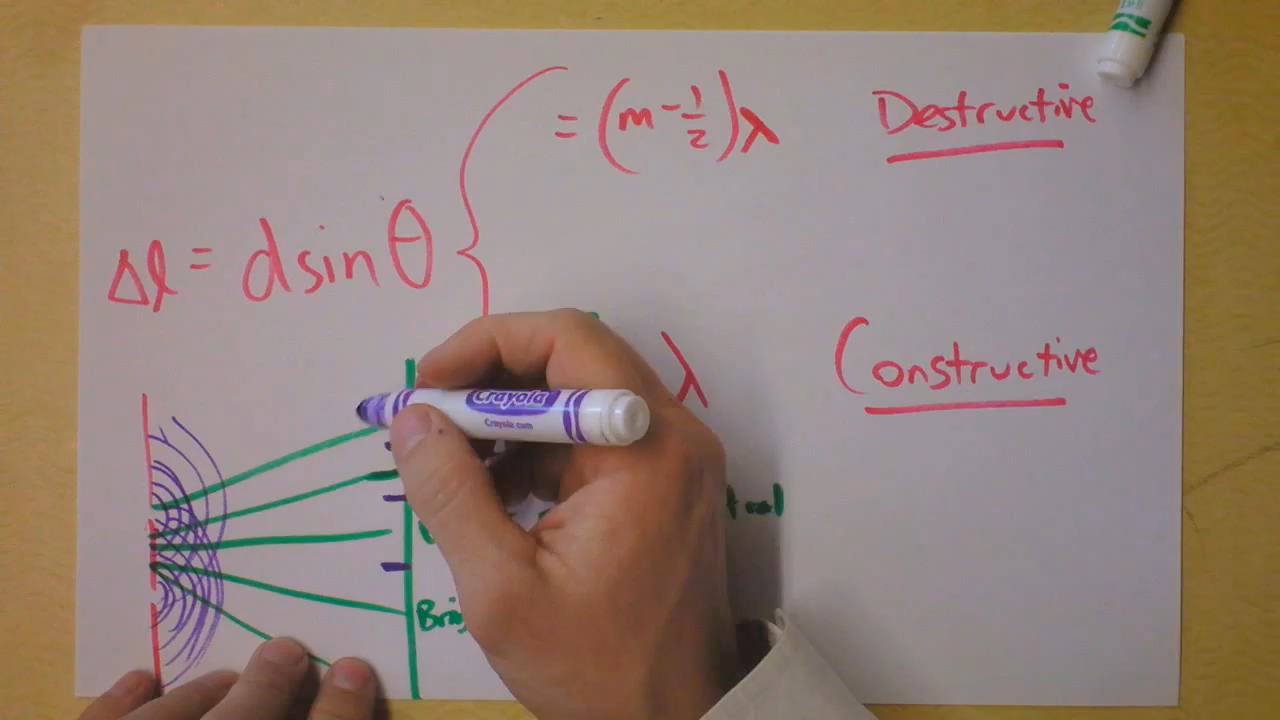 = (m - 1/2) λ Destructive
Δl = d sin θ {
λ Constructive
Crayola
Crayola.com